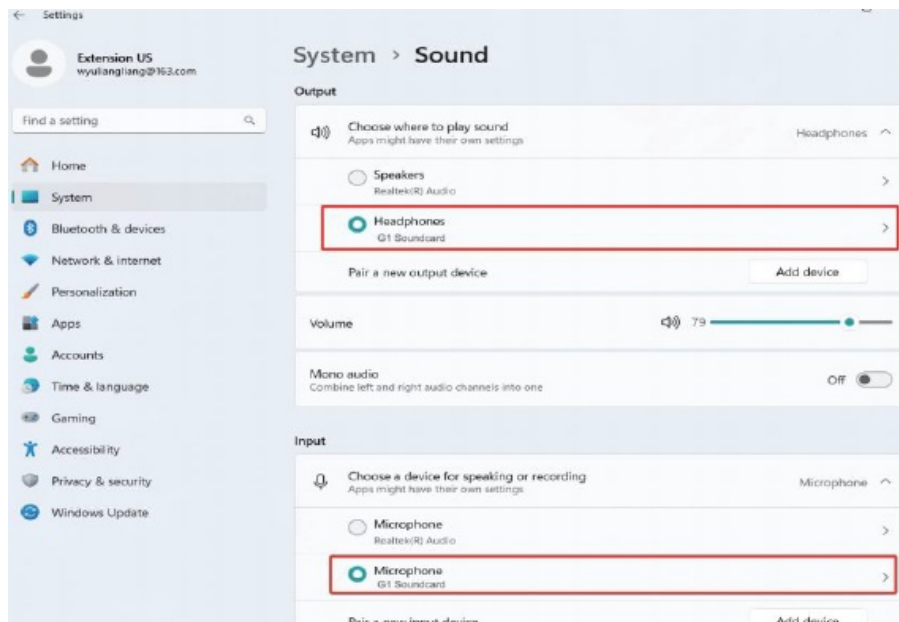 Settings
Extension US
wyuliangliang@163.com
Find a setting
Home
System
Bluetooth & devices
Network & internet
Personalization
Apps
Accounts
Time & language
Gaming
Accessibility
Privacy & security
Windows Update
System > Sound
Output
Choose where to play sound
Apps might have their own settings
Headphones
Speakers
Realtek(R) Audio
Headphones
G1 Soundcard
Pair a new output device
Add device
Volume
79
Mono audio
Combine left and right audio channels into one
Off
Input
Choose a device for speaking or recording
Apps might have their own settings
Microphone
Microphone
Realtek(R) Audio
Microphone
G1 Soundcard
Pair a new input device
Add device